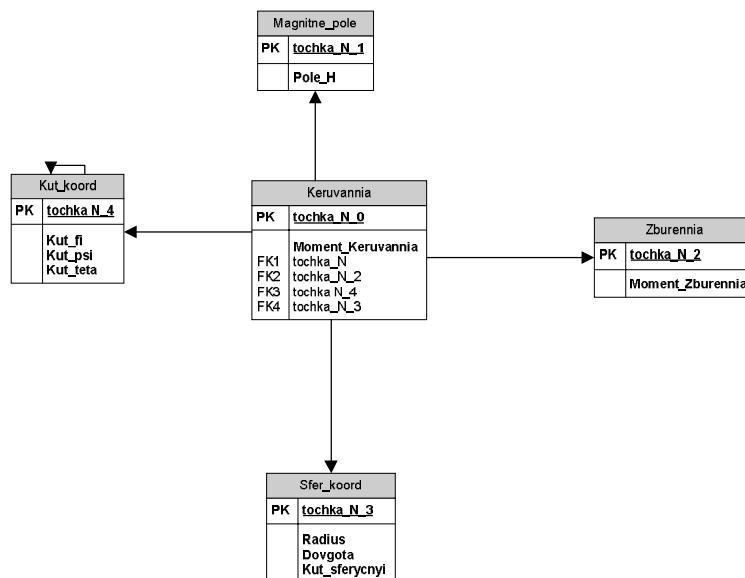 Magnitne_pole
PK tochka_N_1
Pole_H
Kut_koord
PK tochka N_4
Kut_fi
Kut_psi
Kut_teta
Keruvannia
PK tochka_N_0
Moment_Keruvannia
FK1 tochka_N
FK2 tochka_N_2
FK3 tochka N_4
FK4 tochka_N_3
Zburennia
PK tochka_N_2
Moment_Zburennia
Sfer_koord
PK tochka_N_3
Radius
Dovgota
Kut_sferycnyi